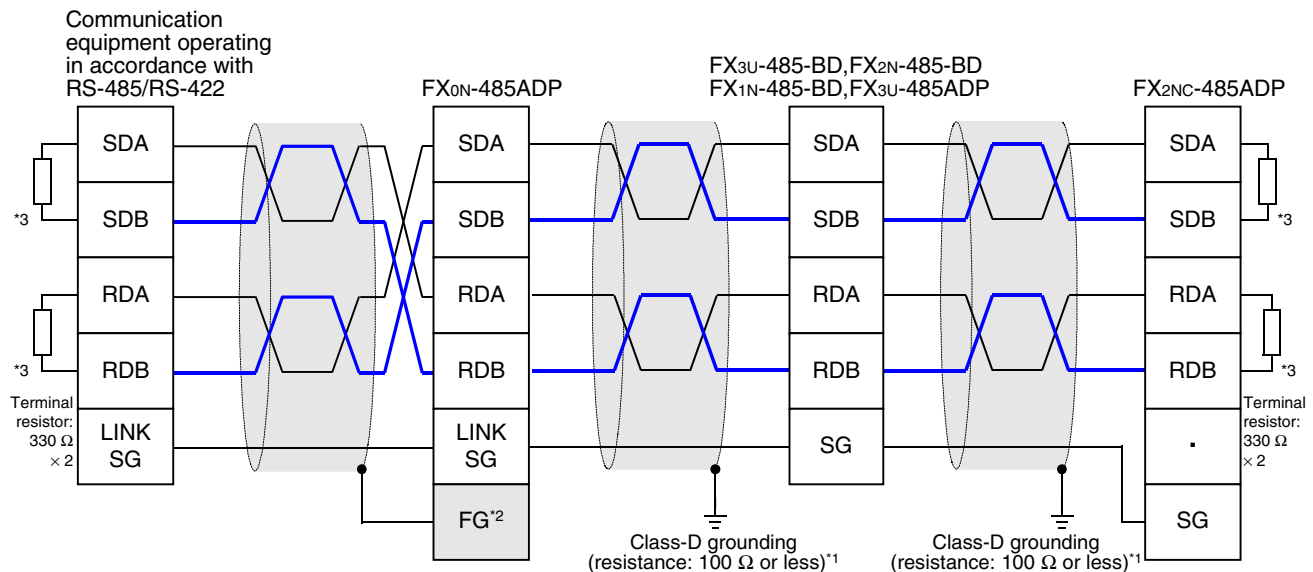 Communication
equipment operating
in accordance with
RS-485/RS-422
FX0N-485ADP
FX3U-485-BD,FX2N-485-BD
FX1N-485-BD,FX3U-485ADP
FX2NC-485ADP
SDA
SDB
RDA
RDB
LINK
SG
*3
*3
Terminal
resistor:
330 Ω
× 2
SDA
SDB
RDA
RDB
LINK
SG
FG*2
SDA
SDB
RDA
RDB
SG
SDA
SDB
RDA
RDB
.
SG
*3
*3
Terminal
resistor:
330 Ω
× 2
Class-D grounding
(resistance: 100 Ω or less)*1
Class-D grounding
(resistance: 100 Ω or less)*1